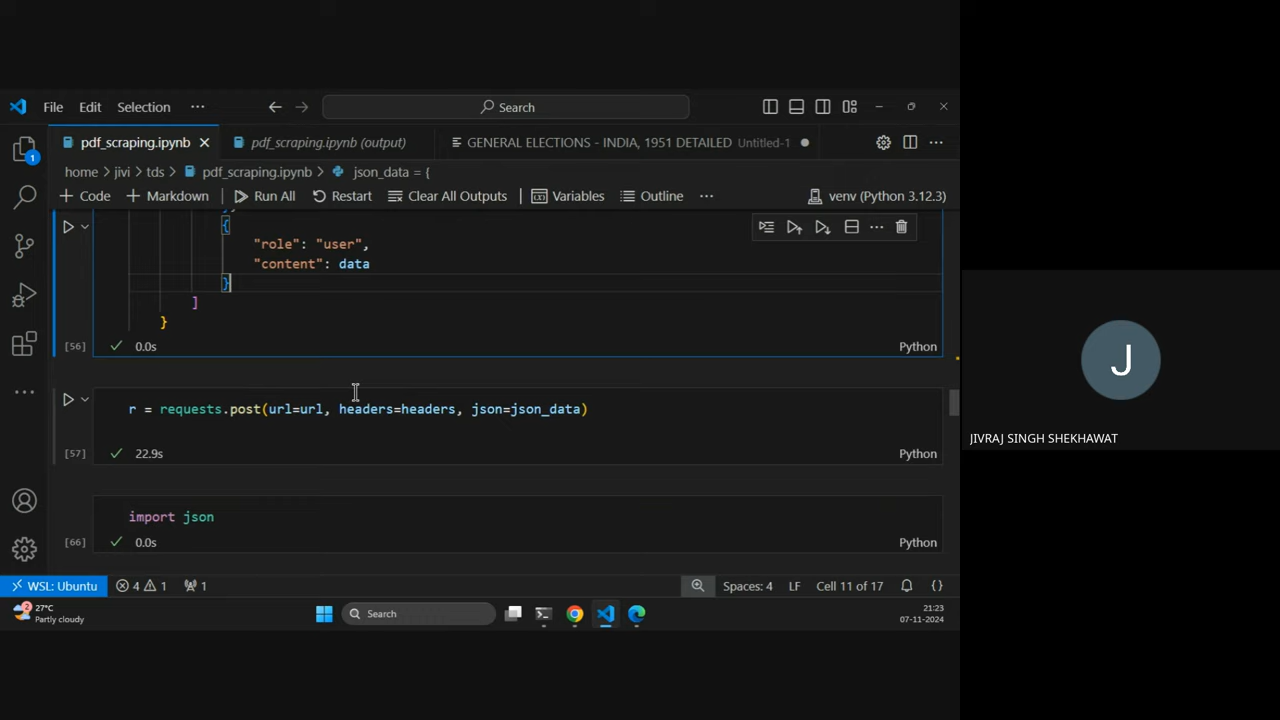 File Edit Selection ··· Search
pdf_scraping.ipynb pdf_scraping.ipynb (output) GENERAL ELECTIONS - INDIA, 1951 DETAILED Untitled-1
home > jivi > tds > pdf_scraping.ipynb > json_data = {
+ Code + Markdown Run All Restart Clear All Outputs Variables Outline ··· venv (Python 3.12.3)
1
{
"role": "user",
"content": data
}
]
}
[56] 0.0s Python
r = requests.post(url=url, headers=headers, json=json_data)
[57] 22.9s Python
import json
[66] 0.0s Python
WSL: Ubuntu 4 1 1 Spaces: 4 LF Cell 11 of 17 {}
2 27°C
Partly cloudy
Search
21:23
07-11-2024
J
JIVRAJ SINGH SHEKHAWAT